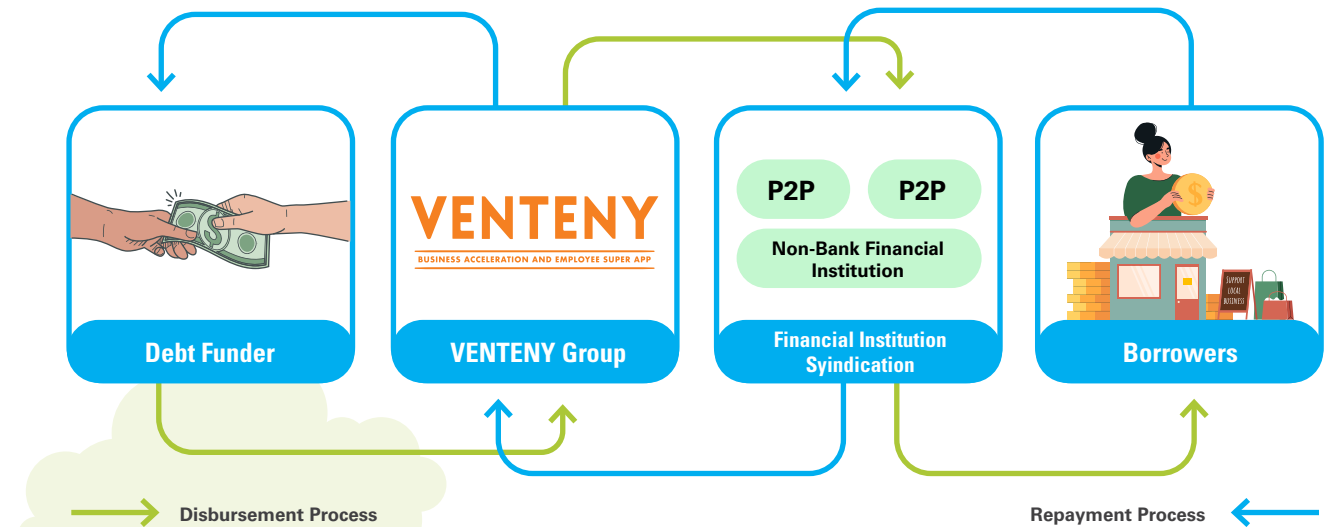 VENTENY
BUSINESS ACCELERATION AND EMPLOYEE SUPER APP
P2P
P2P
Non-Bank Financial
Institution
$
SUPPORT
LOCAL
BUSINESS
Debt Funder
VENTENY Group
Financial Institution
Syindication
Borrowers
Disbursement Process
Repayment Process